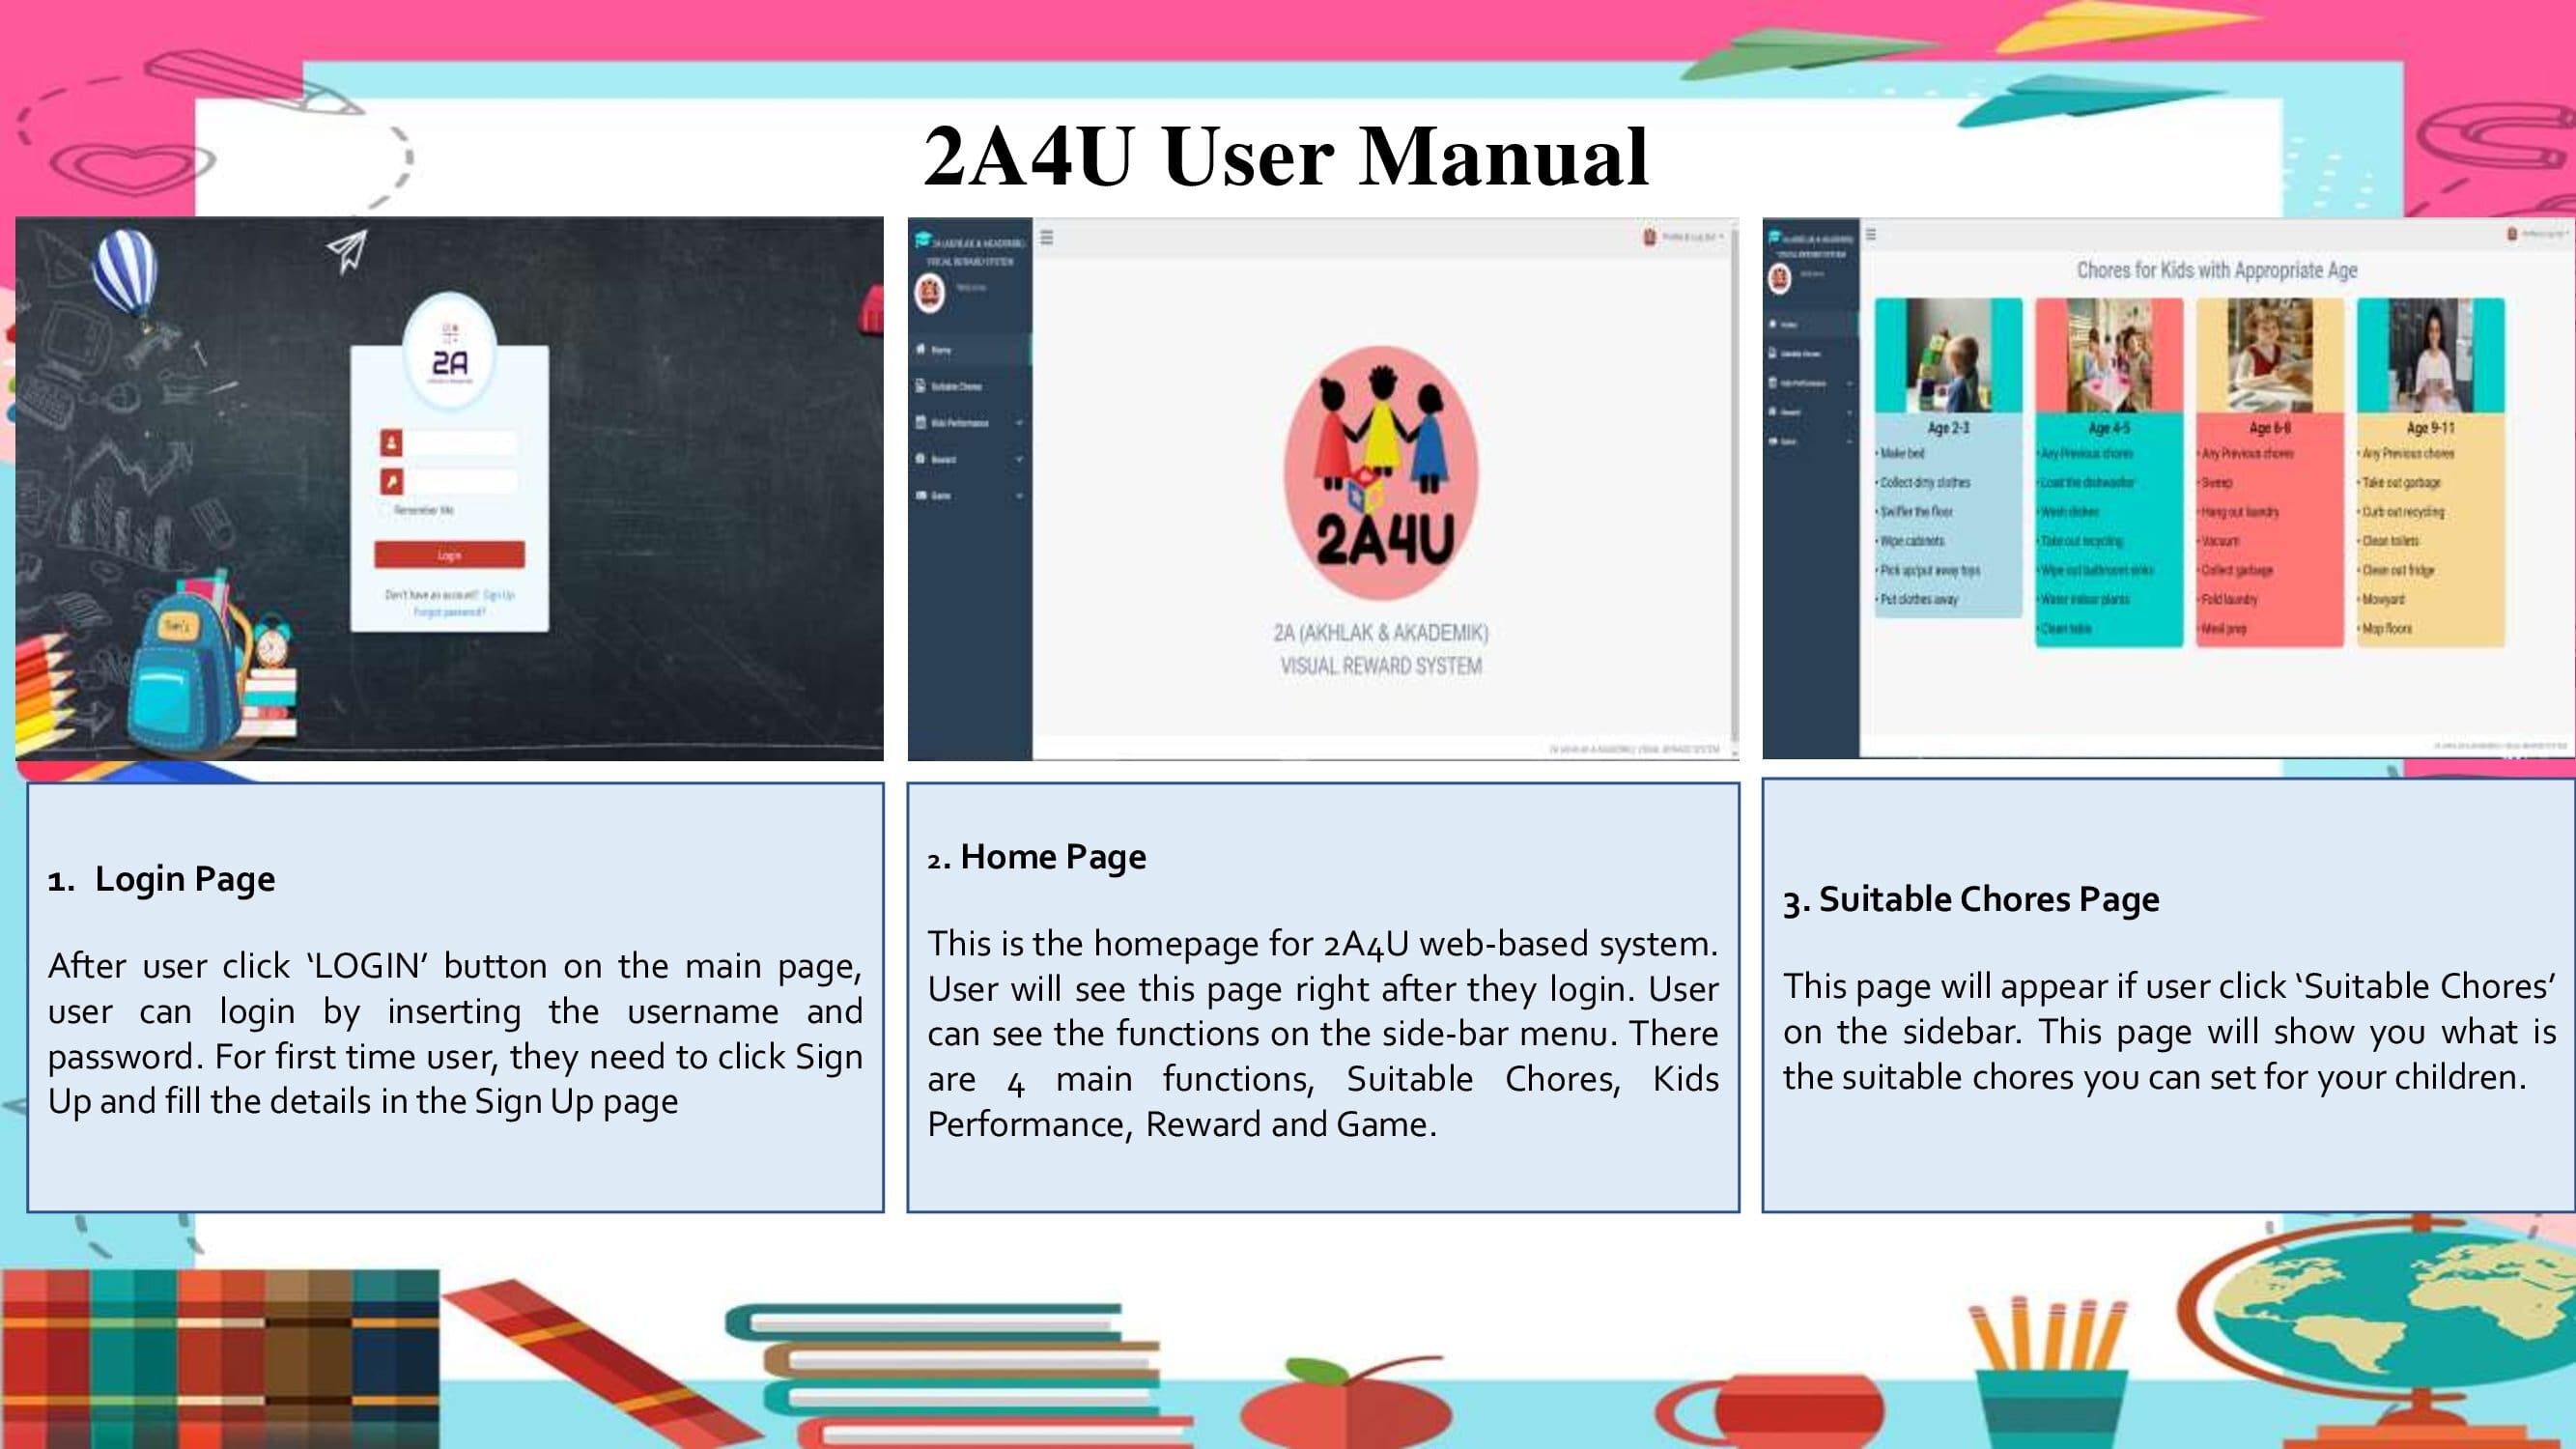 2A4U User Manual
2A
Remember Me
Login
Don't have an account? Sign Up
Forgot password?
2A (AKHLAK & AKADEMIK)
VISUAL REWARD SYSTEM
Home
Suitable Chores
Kids Performance
Reward
Game
2A4U
2A (AKHLAK & AKADEMIK)
VISUAL REWARD SYSTEM
Chores for Kids with Appropriate Age
Age 2-3
• Make bed
• Collect dirty clothes
• Swiffer the floor
• Wipe cabinets
• Pick up/put away toys
• Put clothes away
Age 4-5
• Any Previous chores
• Load the dishwasher
• Wash dishes
• Take out recycling
• Wipe out bathroom sinks
• Water indoor plants
• Clean table
Age 6-8
• Any Previous chores
• Sweep
• Hang out laundry
• Vacuum
• Collect garbage
• Fold laundry
• Meal prep
Age 9-11
• Any Previous chores
• Take out garbage
• Curb out recycling
• Clean toilets
• Clean out fridge
• Mowyard
• Mop floors
1. Login Page
After user click ‘LOGIN’ button on the main page,
user can login by inserting the username and
password. For first time user, they need to click Sign
Up and fill the details in the Sign Up page
2. Home Page
This is the homepage for 2A4U web-based system.
User will see this page right after they login. User
can see the functions on the side-bar menu. There
are 4 main functions, Suitable Chores, Kids
Performance, Reward and Game.
3. Suitable Chores Page
This page will appear if user click ‘Suitable Chores’
on the sidebar. This page will show you what is
the suitable chores you can set for your children.